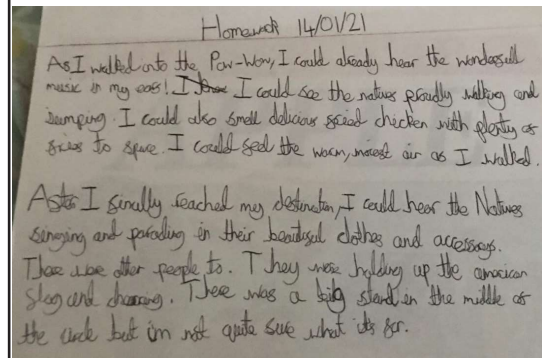 Homework 14/01/21
As I walked into the Pow-Wow, I could already hear the wondersull
music in my ears! I could see the natives proudly walking and
jumping. I could also smell delicious fried chicken with plenty of
fries to spare. I could feel the warm, moist air as I walked.
As I finally reached my destination, I could hear the Natives
singing and parading in their beautiful clothes and accessorys.
There were other people to. They were holding up the american
flag and cheering. There was a big stand in the middle of
the circle but im not quite sure what its for.